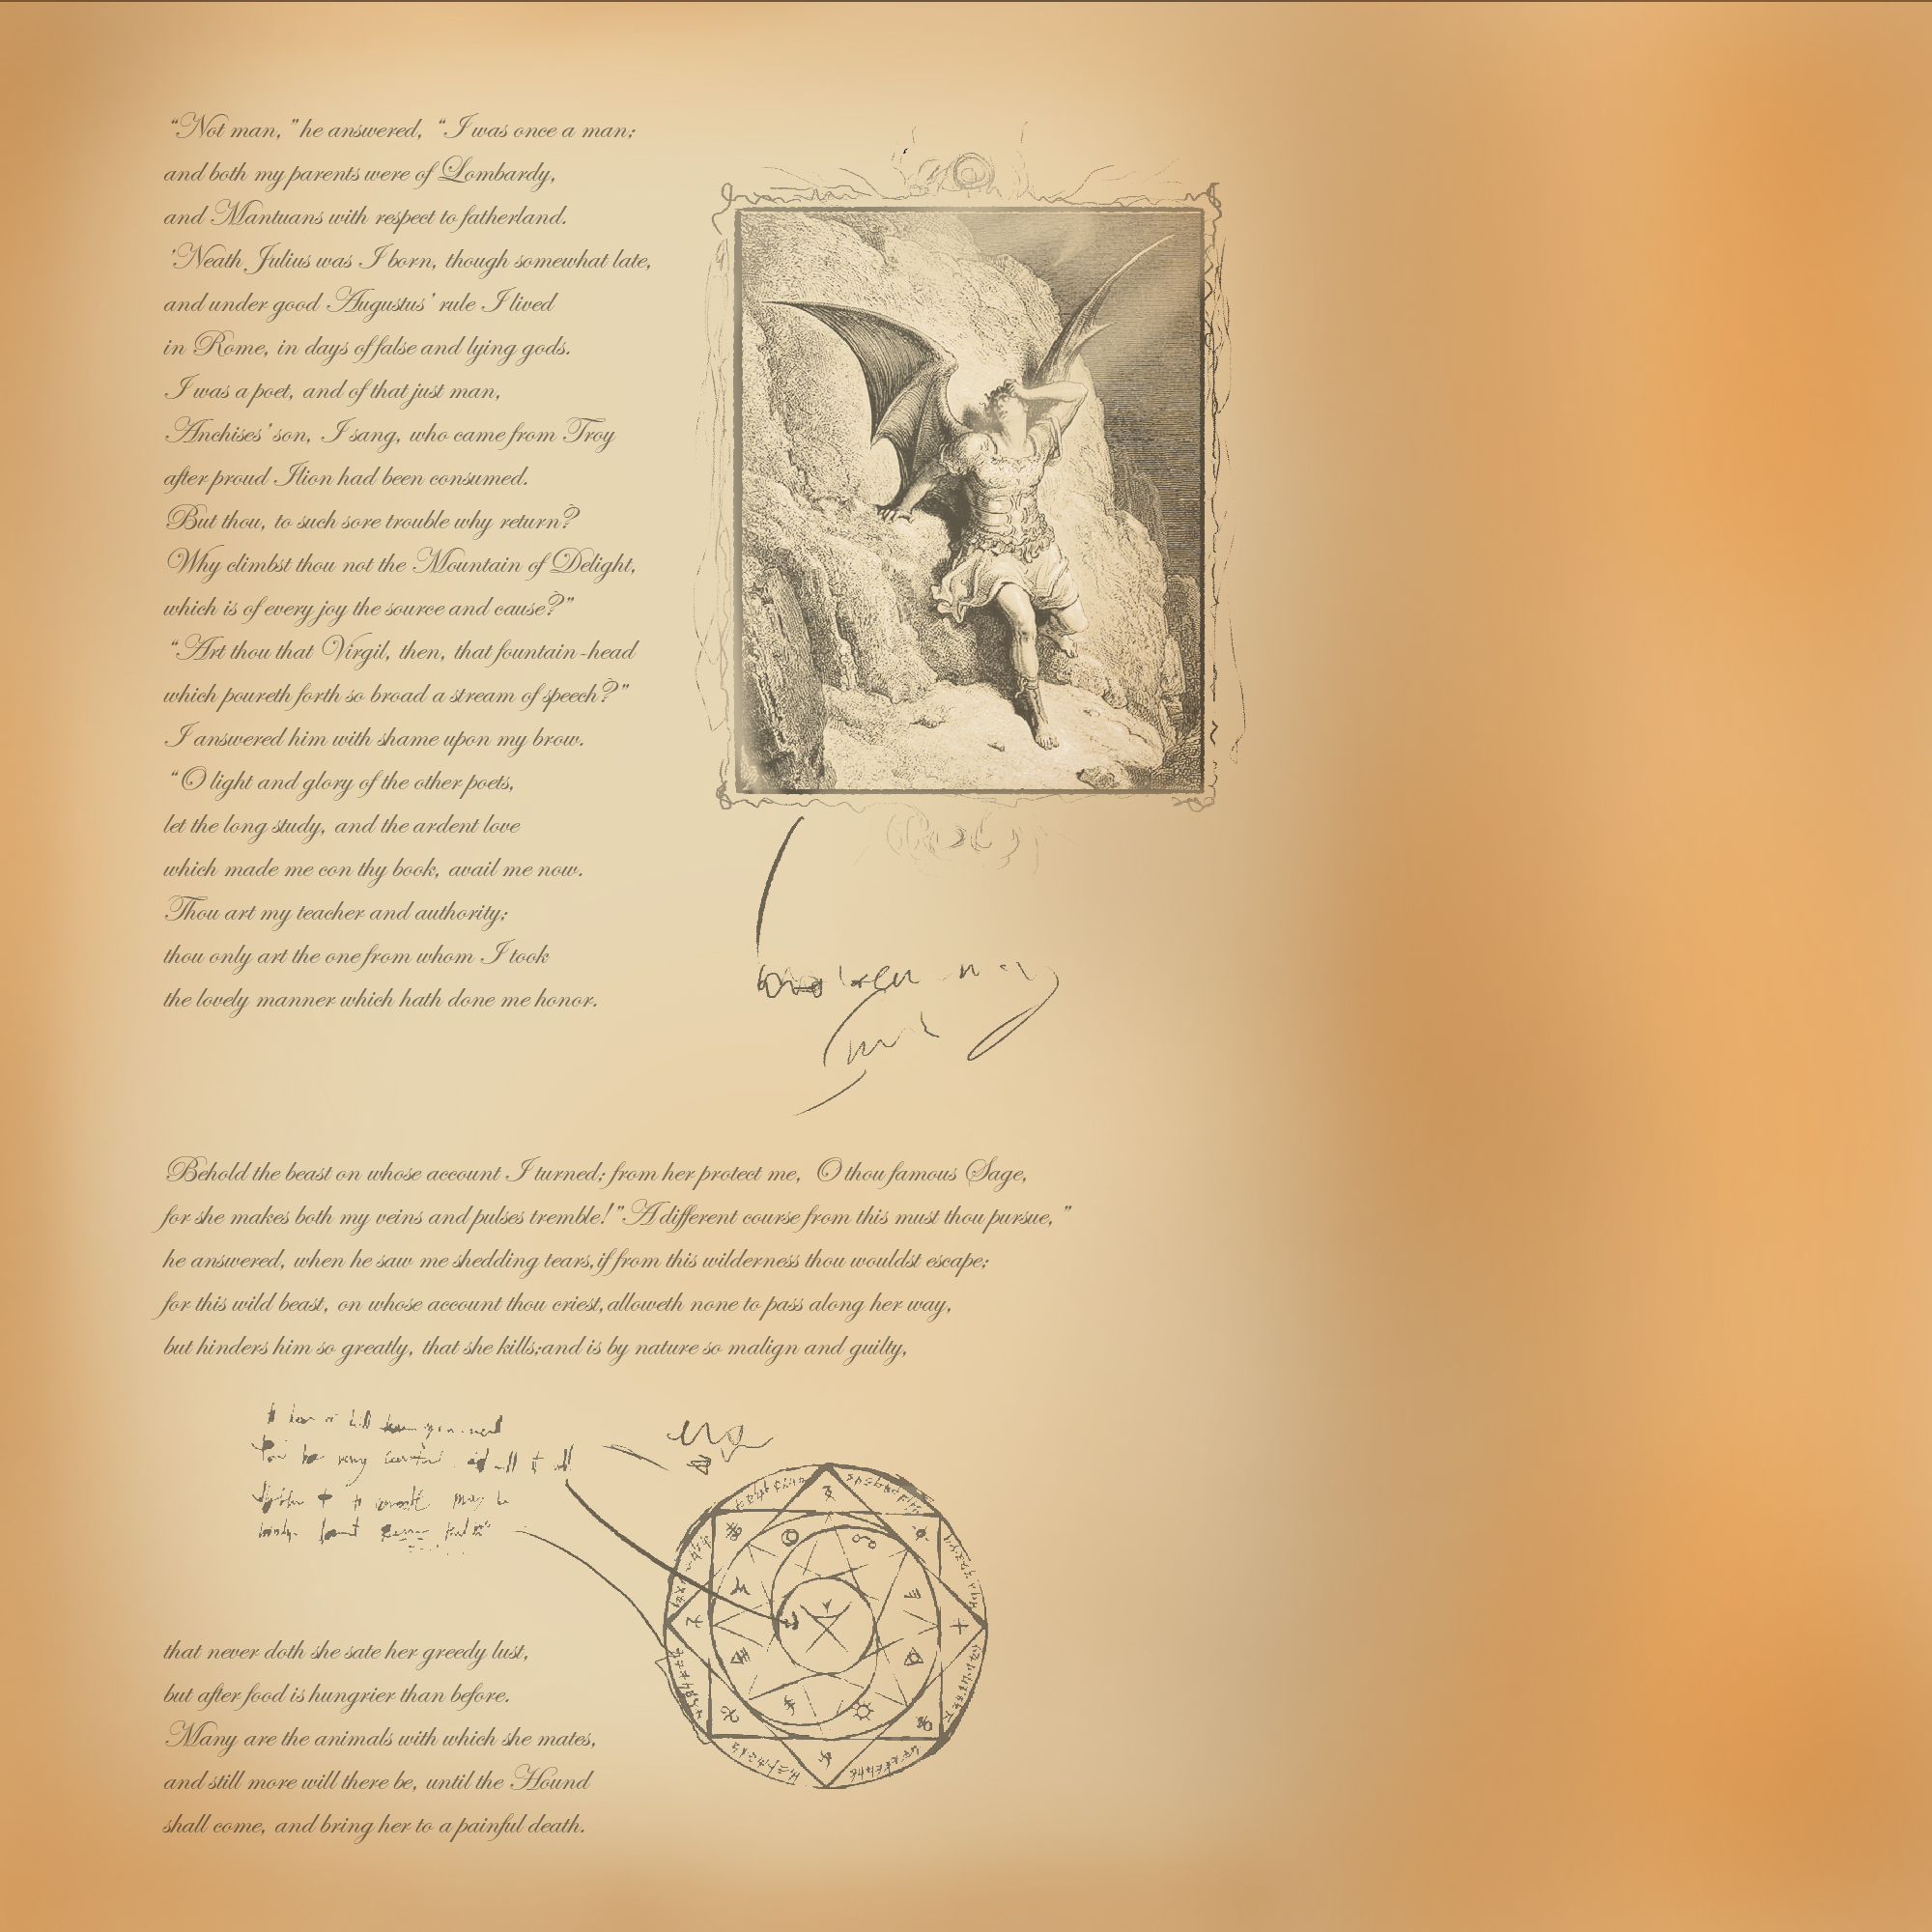 “Not man,” he answered, “I was once a man;
and both my parents were of Lombardy,
and Mantuans with respect to fatherland.
’Neath Julius was I born, though somewhat late,
and under good Augustus’ rule I lived
in Rome, in days of false and lying gods.
I was a poet, and of that just man,
Anchises’ son, I sang, who came from Troy
after proud Ilion had been consumed.
But thou, to such sore trouble why return?
Why climbst thou not the Mountain of Delight,
which is of every joy the source and cause?”
“Art thou that Virgil, then, that fountain-head
which poureth forth so broad a stream of speech?”
I answered him with shame upon my brow.
“O light and glory of the other poets,
let the long study, and the ardent love
which made me con thy book, avail me now.
Thou art my teacher and authority;
thou only art the one from whom I took
the lovely manner which hath done me honor.
Behold the beast on whose account I turned; from her protect me, O thou famous Sage,
for she makes both my veins and pulses tremble!”A different course from this must thou pursue,”
he answered, when he saw me shedding tears,if from this wilderness thou wouldst escape;
for this wild beast, on whose account thou criest,alloweth none to pass along her way,
but hinders him so greatly, that she kills;and is by nature so malign and guilty,
that never doth she sate her greedy lust,
but after food is hungrier than before.
Many are the animals with which she mates,
and still more will there be, until the Hound
shall come, and bring her to a painful death.